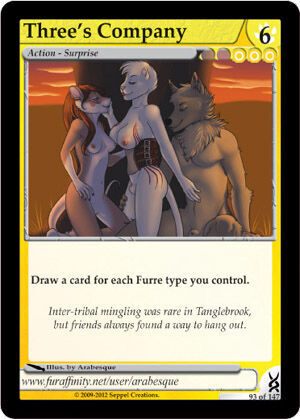 Three's Company
6
Action - Surprise
Draw a card for each Furre type you control.
Inter-tribal mingling was rare in Tanglebrook,
but friends always found a way to hang out.
Illus. by Arabesque
www.furaffinity.net/user/arabesque
93 of 147
© 2009-2012 Seppel Creations.